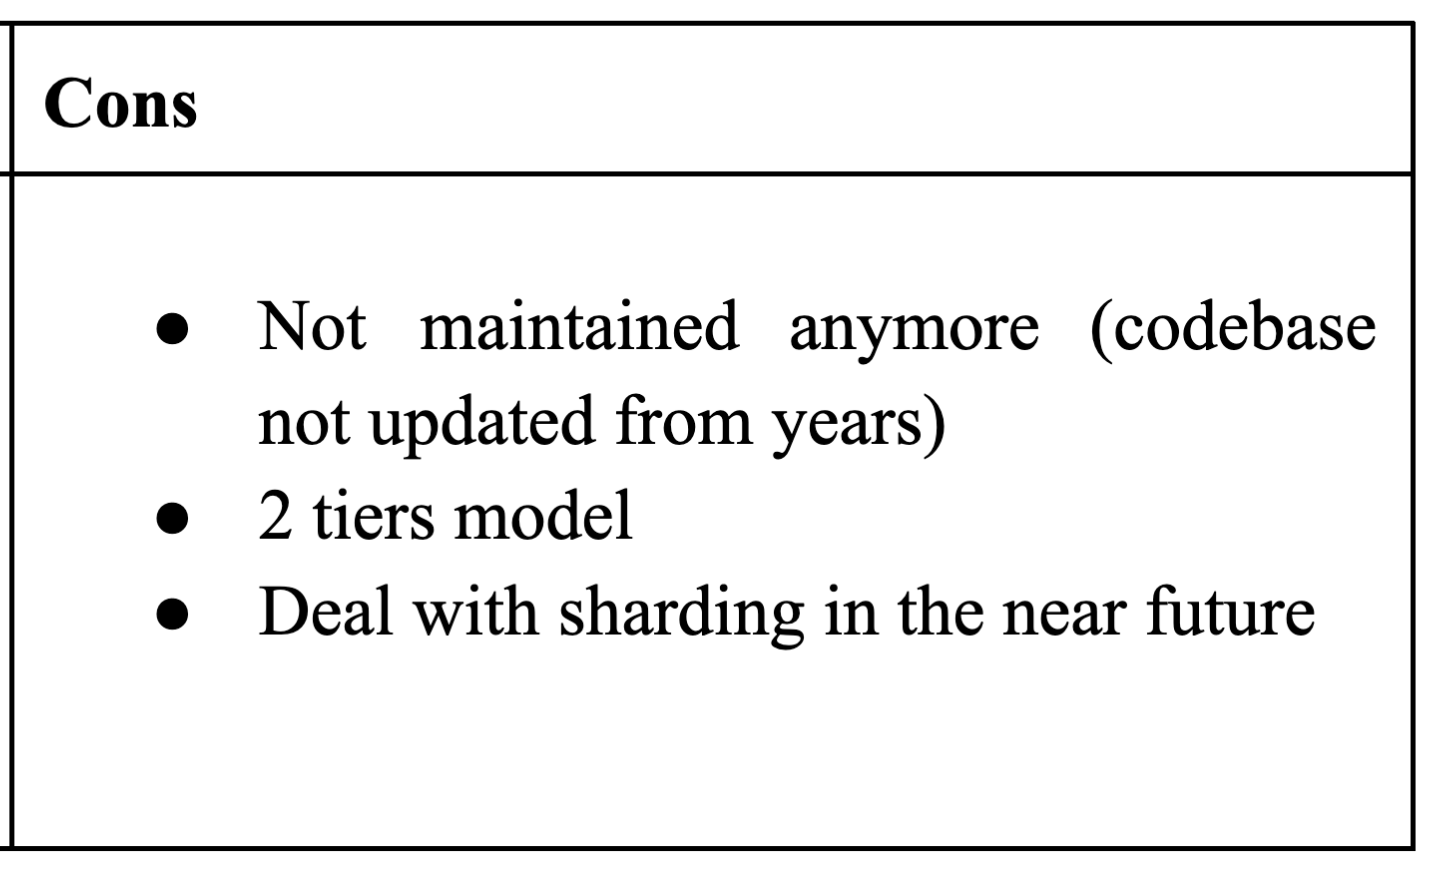 Cons
● Not maintained anymore (codebase
not updated from years)
● 2 tiers model
● Deal with sharding in the near future